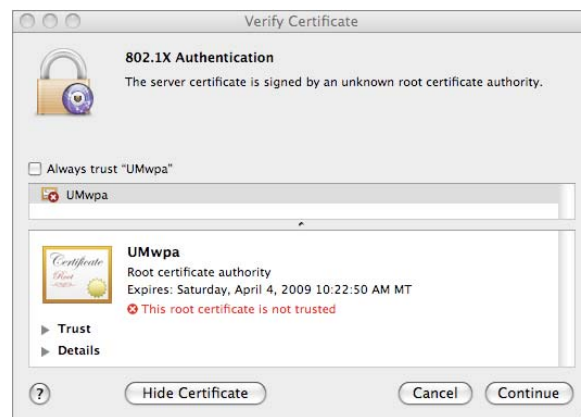 Verify Certificate
802.1X Authentication
The server certificate is signed by an unknown root certificate authority.
Always trust "UMwpa"
UMwpa
Certificate
Root
UMwpa
Root certificate authority
Expires: Saturday, April 4, 2009 10:22:50 AM MT
This root certificate is not trusted
Trust
Details
?
Hide Certificate
Cancel
Continue